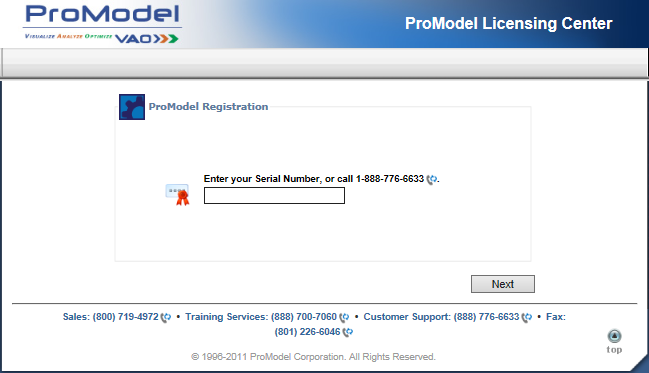 ProModel
VISUALIZE ANALYZE OPTIMIZE VAO
ProModel Licensing Center
ProModel Registration
Enter your Serial Number, or call 1-888-776-6633.
Next
Sales: (800) 719-4972 • Training Services: (888) 700-7060 • Customer Support: (888) 776-6633 • Fax:
(801) 226-6046
top
© 1996-2011 ProModel Corporation. All Rights Reserved.